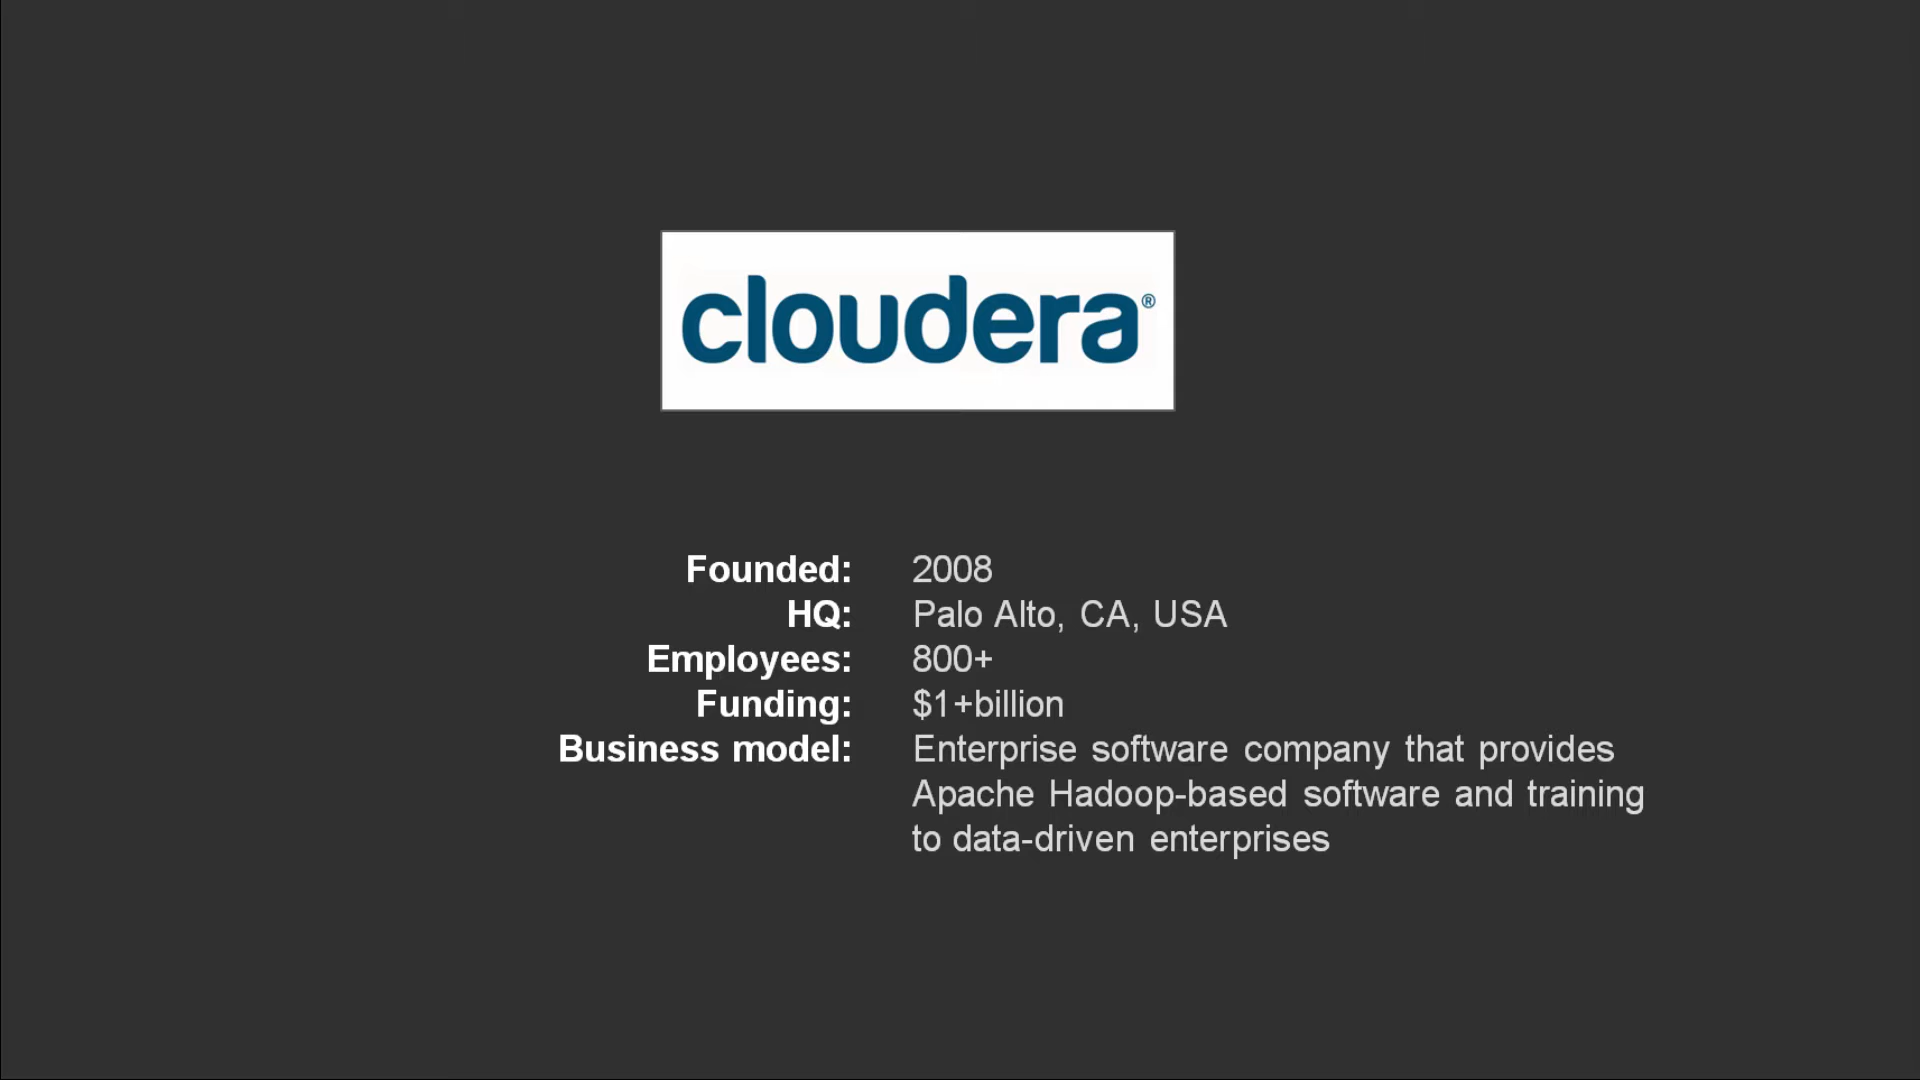 cloudera®
Founded: 2008
HQ: Palo Alto, CA, USA
Employees: 800+
Funding: $1+billion
Business model: Enterprise software company that provides
Apache Hadoop-based software and training
to data-driven enterprises